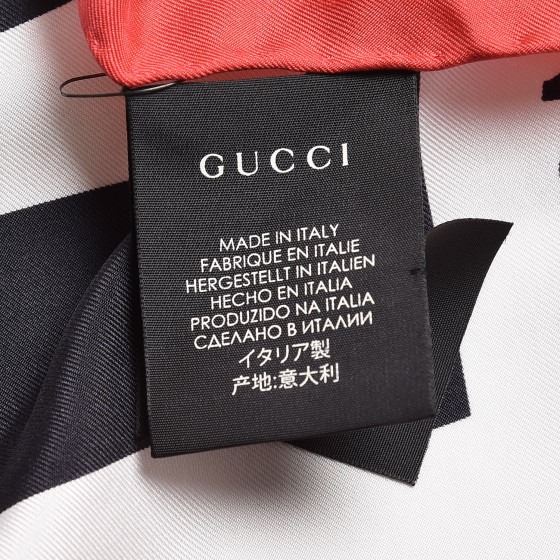 GUCCI
MADE IN ITALY
FABRIQUE EN ITALIE
HERGESTELLT IN ITALIEN
HECHO EN ITALIA
PRODUZIDO NA ITALIA
СДЕЛАНО В ИТАЛИИ
イタリア製
产地:意大利